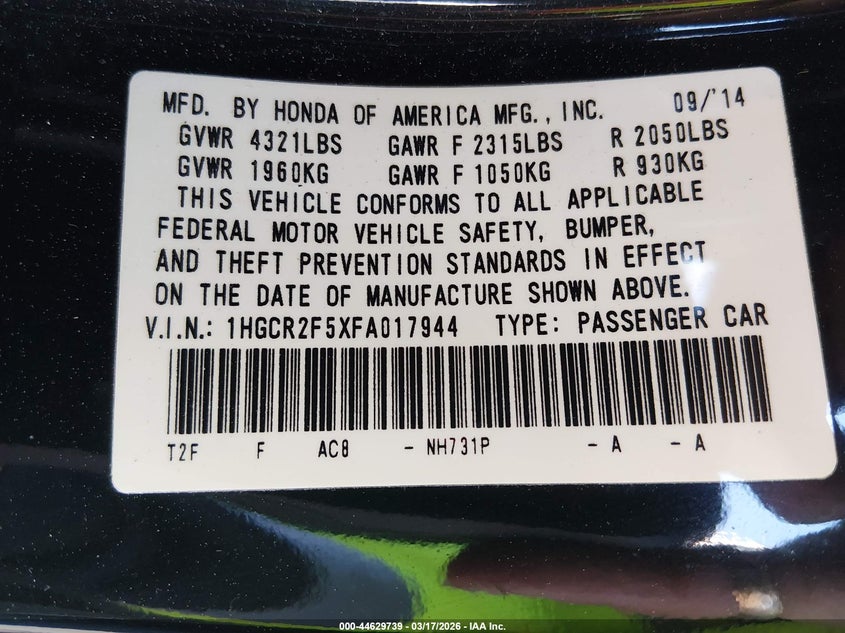 MFD. BY HONDA OF AMERICA MFG., INC. 09/'14
GVWR 4321LBS GAWR F 2315LBS R 2050LBS
GVWR 1960KG GAWR F 1050KG R 930KG
THIS VEHICLE CONFORMS TO ALL APPLICABLE
FEDERAL MOTOR VEHICLE SAFETY, BUMPER,
AND THEFT PREVENTION STANDARDS IN EFFECT
ON THE DATE OF MANUFACTURE SHOWN ABOVE.
V.I.N.: 1HGCR2F5XFA017944 TYPE: PASSENGER CAR
T2F F AC8 - NH731P - A - A
000-44629739 - 03/17/2026 - IAA Inc.